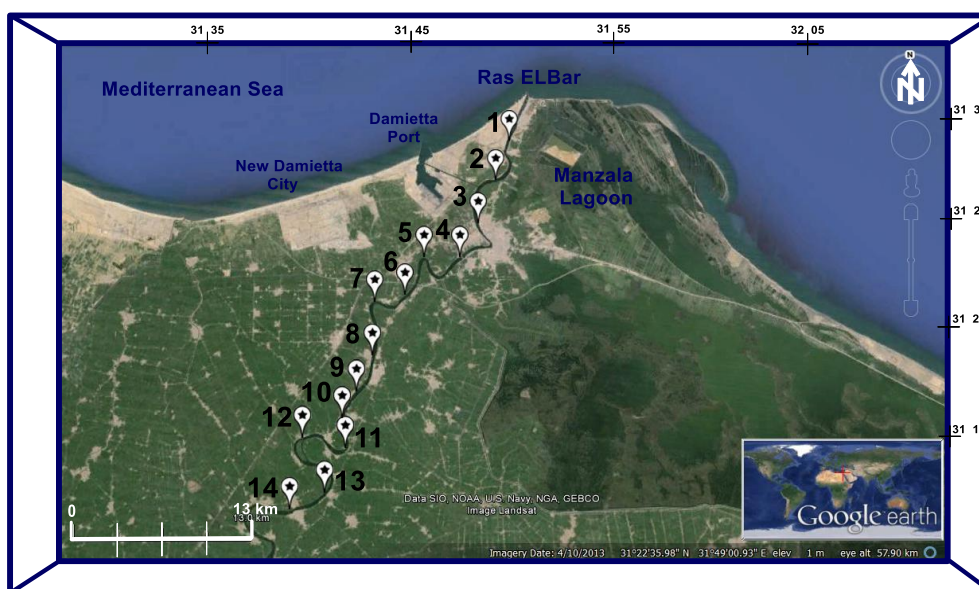 31 35
31 45
31 55
32 05
Ras ELBar
Mediterranean Sea
N
N
31 3
Damietta
Port
1
2
New Damietta
City
Manzala
Lagoon
3
31 2
5
4
6
7
31 2
8
9
10
12
11
31 1
13
14
Data SIO, NOAA, U.S. Navy, NGA, GEBCO
Image Landsat
0
13 km
13.0 km
Google earth
Imagery Date: 4/10/2013 31°22'35.98" N 31°49'00.93" E elev 1 m eye alt 57.90 km